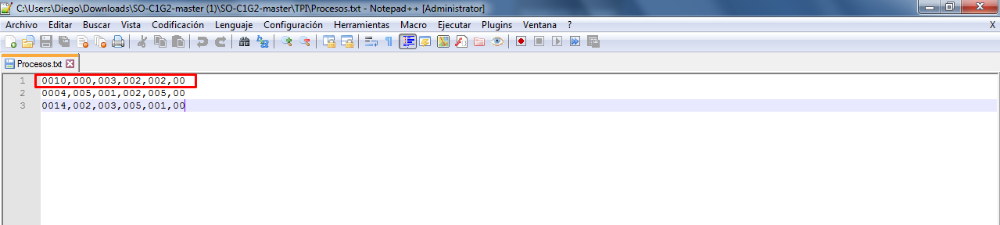 C:\Users\Diego\Downloads\SO-C1G2-master (1)\SO-C1G2-master\TPI\Procesos.txt - Notepad++ [Administrator]
Archivo Editar Buscar Vista Codificación Lenguaje Configuración Herramientas Macro Ejecutar Plugins Ventana ? X
Procesos.txt
1 0010,000,003,002,002,00
2 0004,005,001,002,005,00
3 0014,002,003,005,001,00